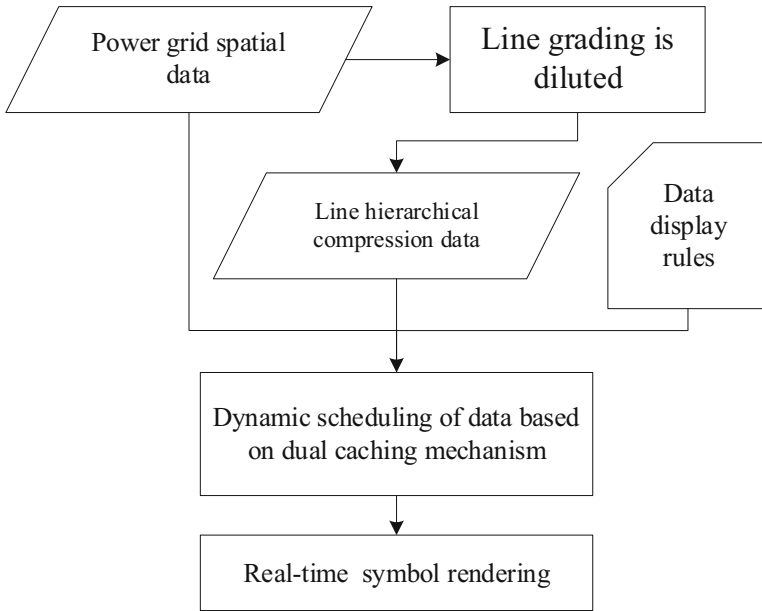 Power grid spatial
data
Line grading is
diluted
Line hierarchical
compression data
Data
display
rules
Dynamic scheduling of data based
on dual caching mechanism
Real-time symbol rendering